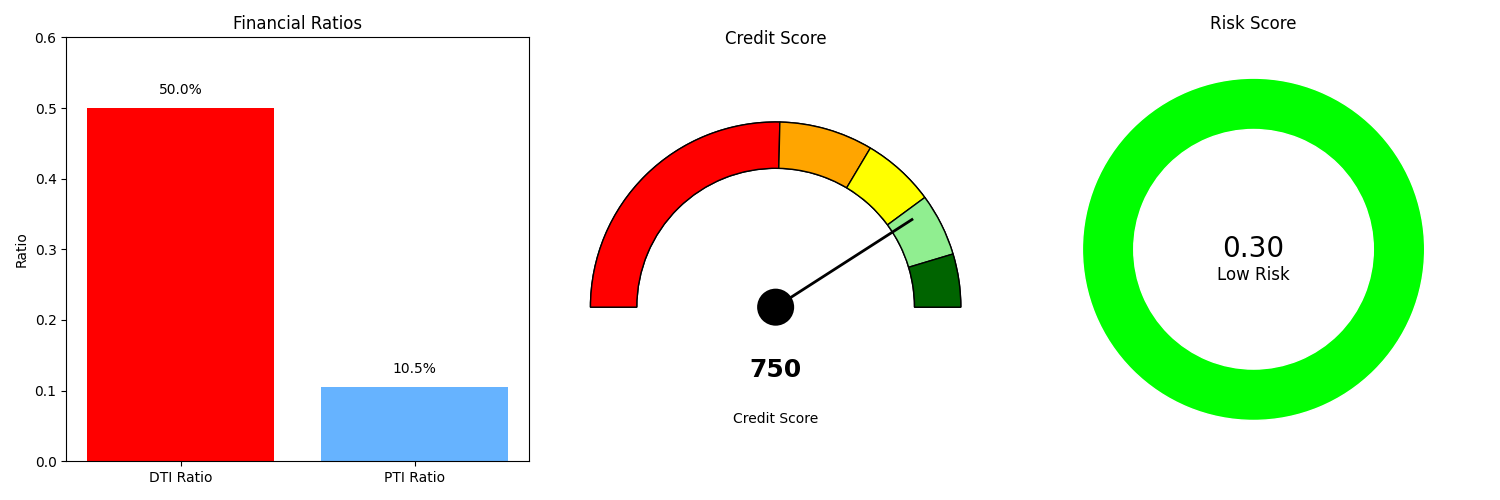 Financial Ratios
Ratio
0.6
0.5
0.4
0.3
0.2
0.1
0.0
50.0%
10.5%
DTI Ratio
PTI Ratio
Credit Score
750
Credit Score
Risk Score
0.30
Low Risk